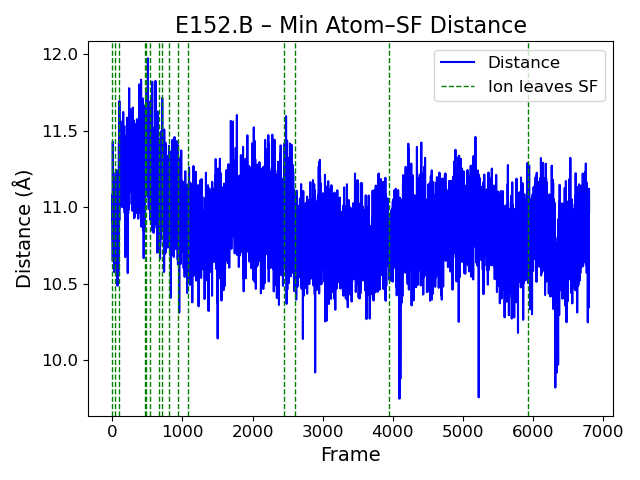 E152.B – Min Atom–SF Distance
Distance
Ion leaves SF
12.0
11.5
11.0
10.5
10.0
Distance (Å)
0 1000 2000 3000 4000 5000 6000 7000
Frame